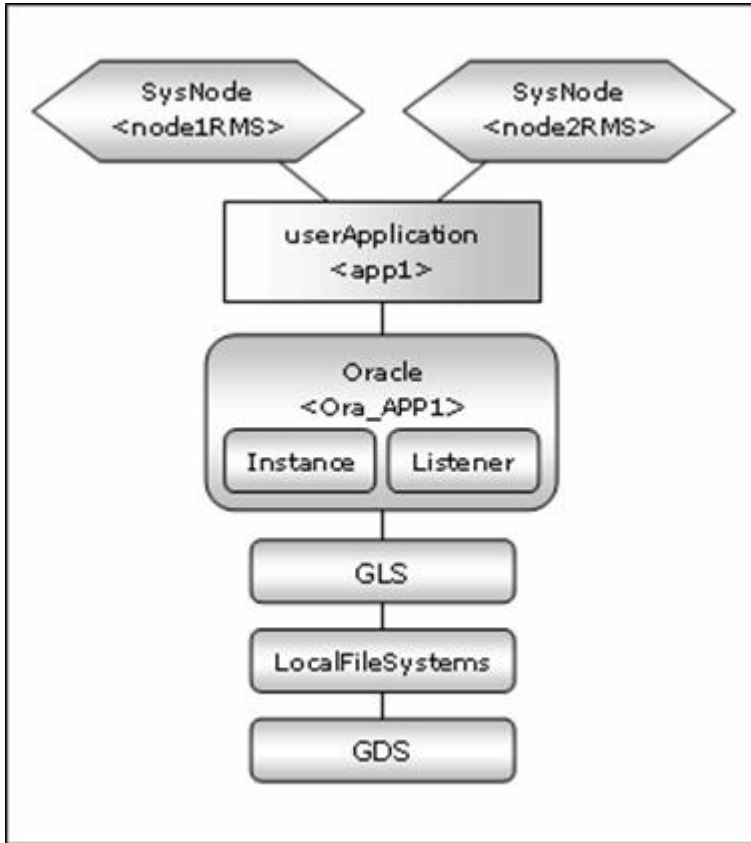 SysNode
<node1RMS>
SysNode
<node2RMS>
userApplication
<app1>
Oracle
<Ora_APP1>
Instance
Listener
GLS
LocalFileSystems
GDS